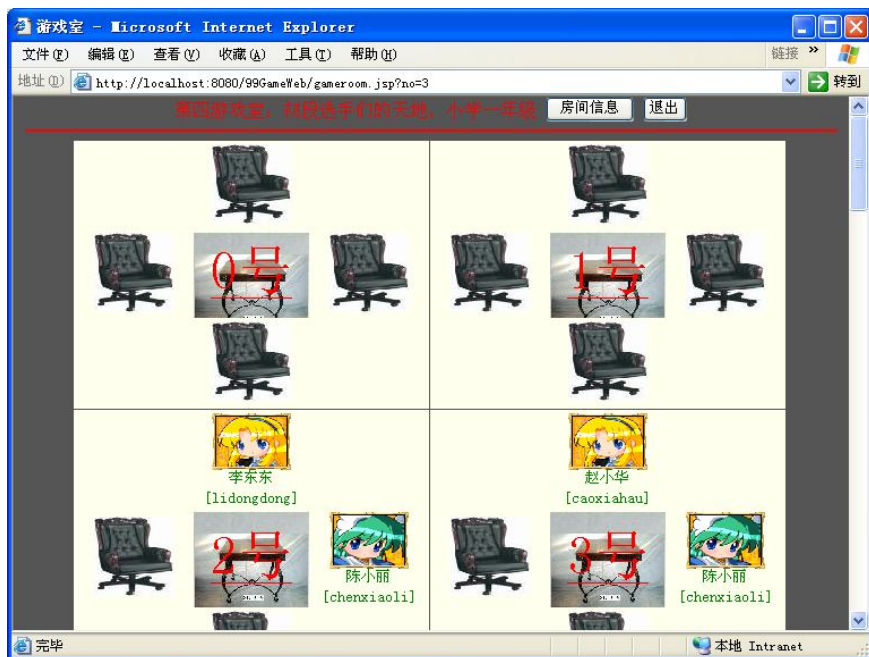 游戏室 - Microsoft Internet Explorer
文件(F) 编辑(E) 查看(V) 收藏(A) 工具(T) 帮助(H) 链接 »
地址(D) http://localhost:8080/99GameWeb/gameroom.jsp?no=3 转到
第四游戏室，初段选手们的天地，小学一年级 房间信息 退出
0号 1号
李东东 赵小华
[lidongdong] [caoxiahau]
2号 3号
陈小丽 陈小丽
[chenxiaoli] [chenxiaoli]
完毕 本地 Intranet